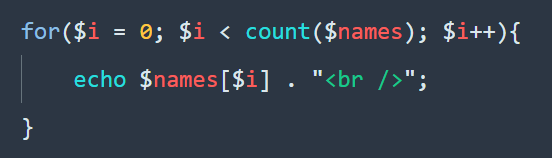 for($i = 0; $i < count($names); $i++){
    echo $names[$i] . "<br />";
}